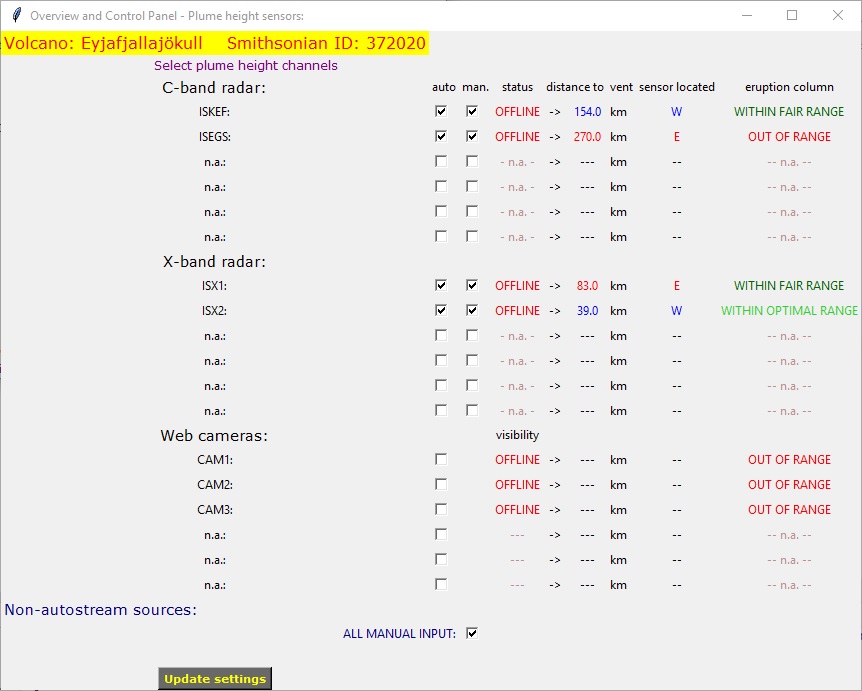 Overview and Control Panel - Plume height sensors:
Volcano: Eyjafjallajökull Smithsonian ID: 372020
Select plume height channels
C-band radar: auto man. status distance to vent sensor located eruption column
ISKEF: OFFLINE -> 154.0 km W WITHIN FAIR RANGE
ISEGS: OFFLINE -> 270.0 km E OUT OF RANGE
n.a.: - n.a. - -> --- km -- -- n.a. --
n.a.: - n.a. - -> --- km -- -- n.a. --
n.a.: - n.a. - -> --- km -- -- n.a. --
n.a.: - n.a. - -> --- km -- -- n.a. --
X-band radar:
ISX1: OFFLINE -> 83.0 km E WITHIN FAIR RANGE
ISX2: OFFLINE -> 39.0 km W WITHIN OPTIMAL RANGE
n.a.: - n.a. - -> --- km -- -- n.a. --
n.a.: - n.a. - -> --- km -- -- n.a. --
n.a.: - n.a. - -> --- km -- -- n.a. --
n.a.: - n.a. - -> --- km -- -- n.a. --
Web cameras: visibility
CAM1: OFFLINE -> --- km -- OUT OF RANGE
CAM2: OFFLINE -> --- km -- OUT OF RANGE
CAM3: OFFLINE -> --- km -- OUT OF RANGE
n.a.: --- -> --- km -- -- n.a. --
n.a.: --- -> --- km -- -- n.a. --
n.a.: --- -> --- km -- -- n.a. --
Non-autostream sources:
ALL MANUAL INPUT:
Update settings